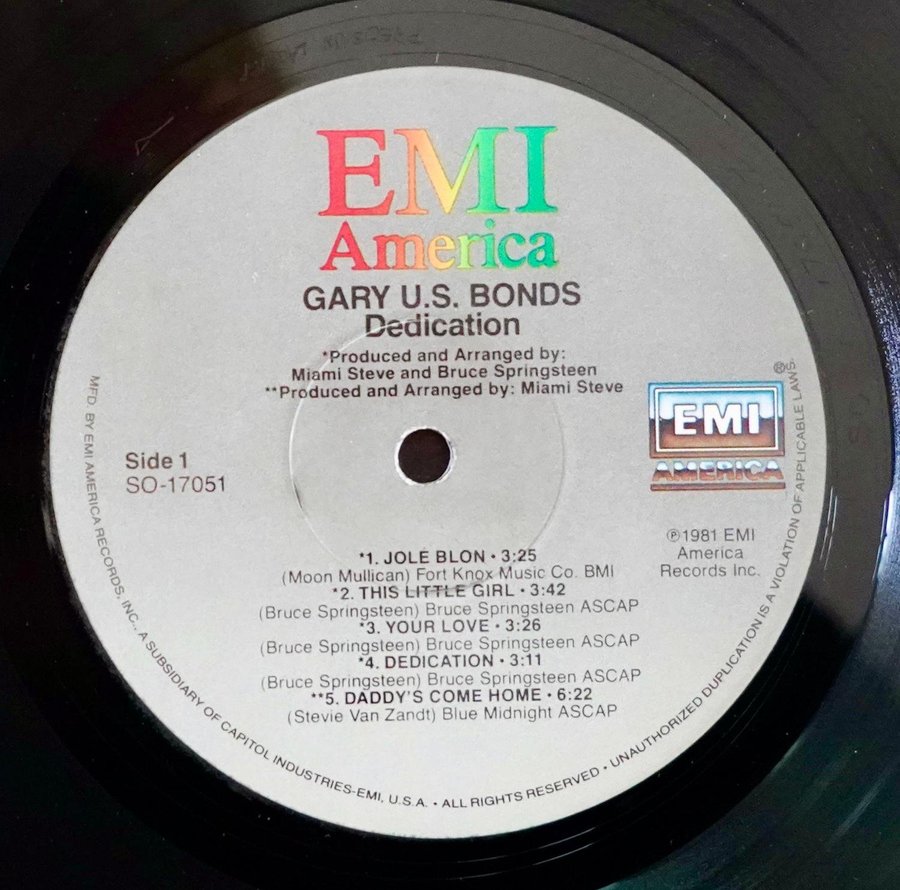 EMI
America
GARY U.S. BONDS
Dedication
*Produced and Arranged by:
Miami Steve and Bruce Springsteen
**Produced and Arranged by: Miami Steve
®
EMI
AMERICA
Side 1
SO-17051
℗1981 EMI
America
Records Inc.
*1. JOLE BLON • 3:25
(Moon Mullican) Fort Knox Music Co. BMI
*2. THIS LITTLE GIRL • 3:42
(Bruce Springsteen) Bruce Springsteen ASCAP
*3. YOUR LOVE • 3:26
(Bruce Springsteen) Bruce Springsteen ASCAP
*4. DEDICATION • 3:11
(Bruce Springsteen) Bruce Springsteen ASCAP
**5. DADDY'S COME HOME • 6:22
(Stevie Van Zandt) Blue Midnight ASCAP
MFD. BY EMI AMERICA RECORDS, INC., A SUBSIDIARY OF CAPITOL INDUSTRIES-EMI, U.S.A. • ALL RIGHTS RESERVED • UNAUTHORIZED DUPLICATION IS A VIOLATION OF APPLICABLE LAWS.